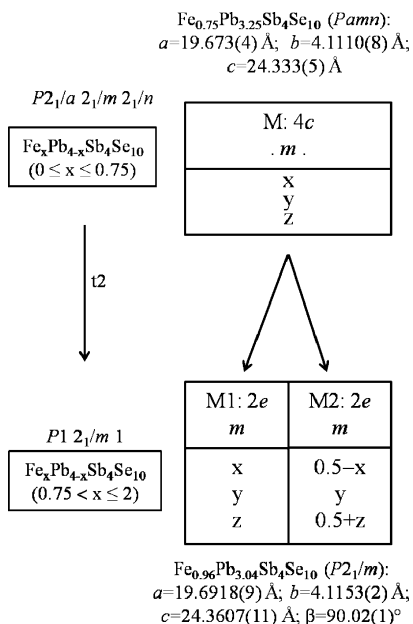 Fe0.75Pb3.25Sb4Se10 (Pamn):
a=19.673(4) Å; b=4.1110(8) Å;
c=24.333(5) Å
P21/a 21/m 21/n
FexPb4-xSb4Se10
(0 ≤ x ≤ 0.75)
M: 4c
. m .
x
y
z
t2
P1 21/m 1
FexPb4-xSb4Se10
(0.75 < x ≤ 2)
M1: 2e M2: 2e
m m
x 0.5−x
y y
z 0.5+z
Fe0.96Pb3.04Sb4Se10 (P21/m):
a=19.6918(9) Å; b=4.1153(2) Å;
c=24.3607(11) Å; β=90.02(1)°